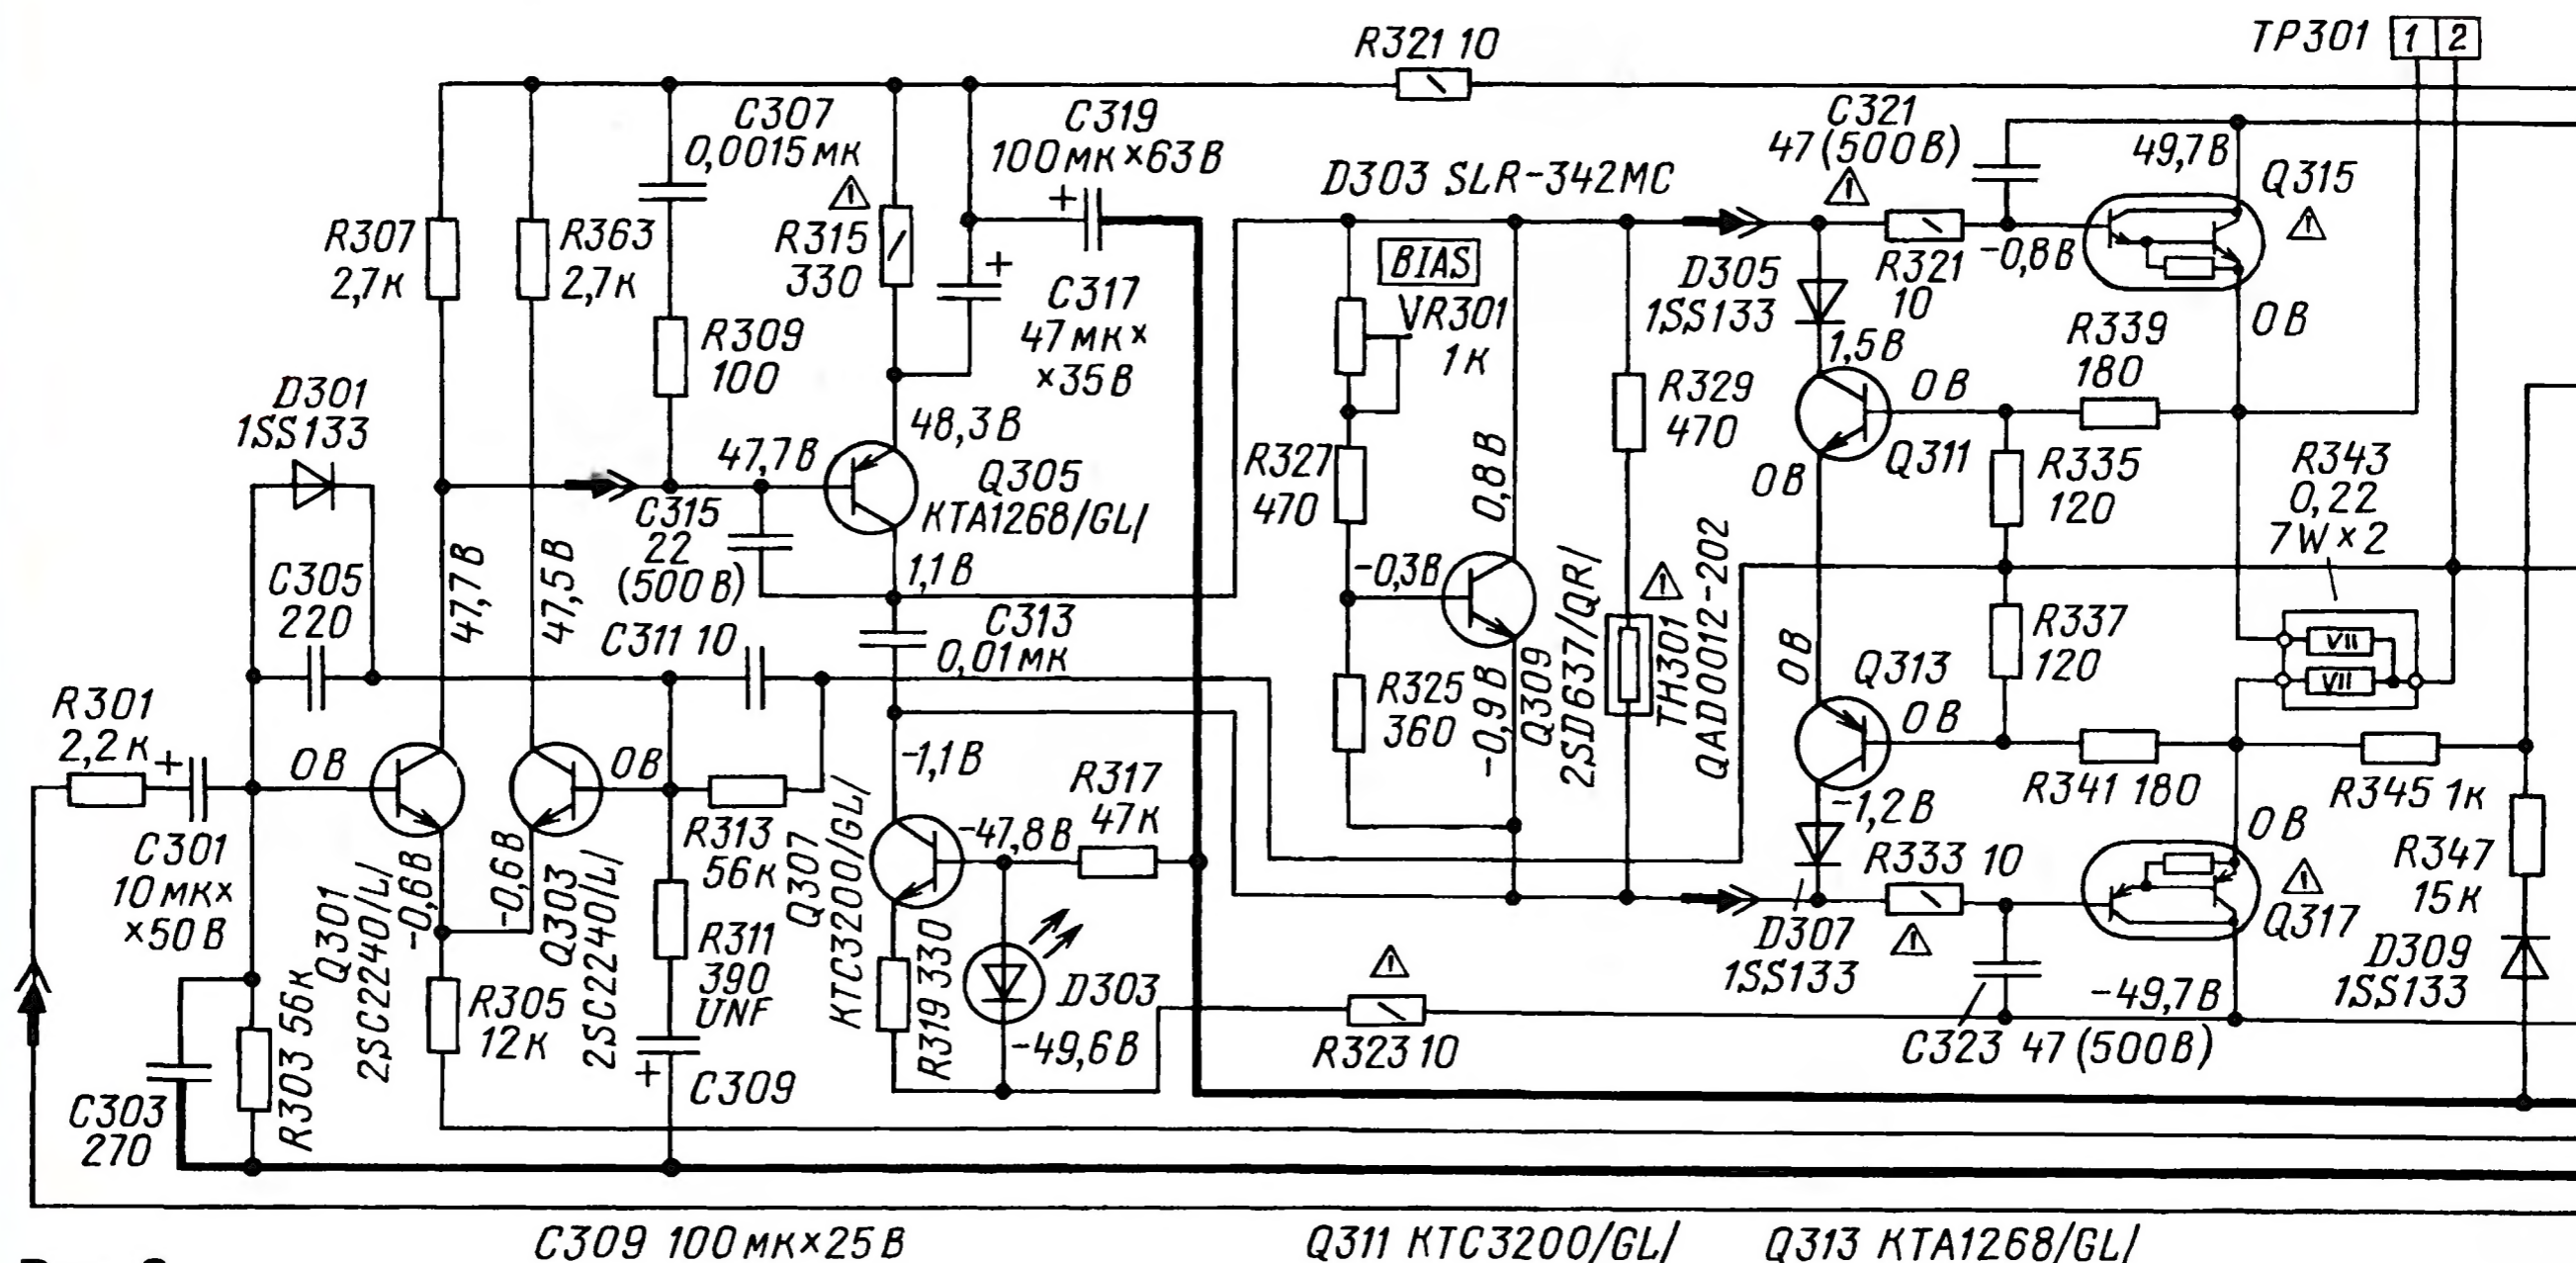 R321 10
TP301 1 2
C307
0,0015 мк
C319
100 мк×63 В
C321
47 (500 В)
49,7 В
Q315
D303 SLR-342MC
R307
2,7к
R363
2,7к
R315
330
+
+
C317
47 мк×
×35 В
BIAS
VR301
1к
D305
1SS133
R321
10
-0,8 В
0 В
R309
100
1,5 В
R339
180
0 В
D301
1SS133
48,3 В
47,7 В
Q305
KTA1268/GL/
R329
470
Q311
0 В
R335
120
R343
0,22
7W×2
R327
470
0,8 В
C315
22
(500 В)
47,7 В
47,5 В
1,1 В
-0,3 В
C305
220
C311 10
C313
0,01 мк
TH301
QAD0012-202
R337
120
VII
VII
R301
2,2к
+
0 В
0 В
-1,1 В
R325
360
-0,9 В
Q309
2SD637/QR/
0 В
Q313
0 В
R341 180
R345 1к
C301
10 мк×
×50 В
R313
56к
Q307
KTC3200/GL/
-47,8 В
R317
47к
-1,2 В
R333 10
0 В
R347
15к
Q301
2SC2240/L/
-0,6 В
-0,6 В
Q303
2SC2240/L/
R311
390
UNF
D303
D307
1SS133
Q317
D309
1SS133
R303 56к
R305
12к
R319 330
-49,6 В
R323 10
-49,7 В
C323 47 (500 В)
C303
270
+
C309
C309 100 мк×25 В
Q311 KTC3200/GL/
Q313 KTA1268/GL/